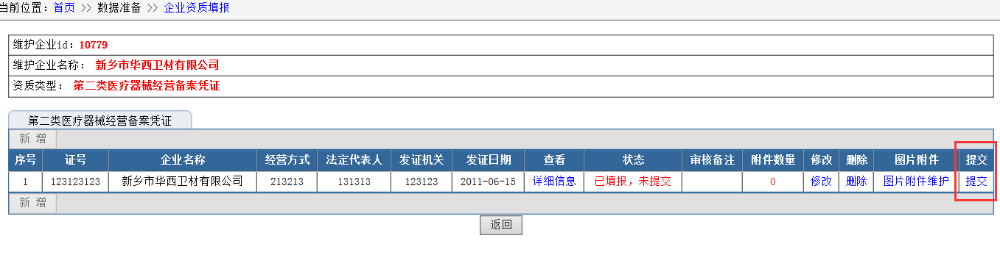 当前位置：首页 >> 数据准备 >> 企业资质填报
维护企业id：10779
维护企业名称： 新乡市华西卫材有限公司
资质类型： 第二类医疗器械经营备案凭证
第二类医疗器械经营备案凭证
新 增
序号 证号 企业名称 经营方式 法定代表人 发证机关 发证日期 查看 状态 审核备注 附件数量 修改 删除 图片附件 提交
1 123123123 新乡市华西卫材有限公司 213213 131313 123123 2011-06-15 详细信息 已填报，未提交 0 修改 删除 图片附件维护 提交
新 增
返回